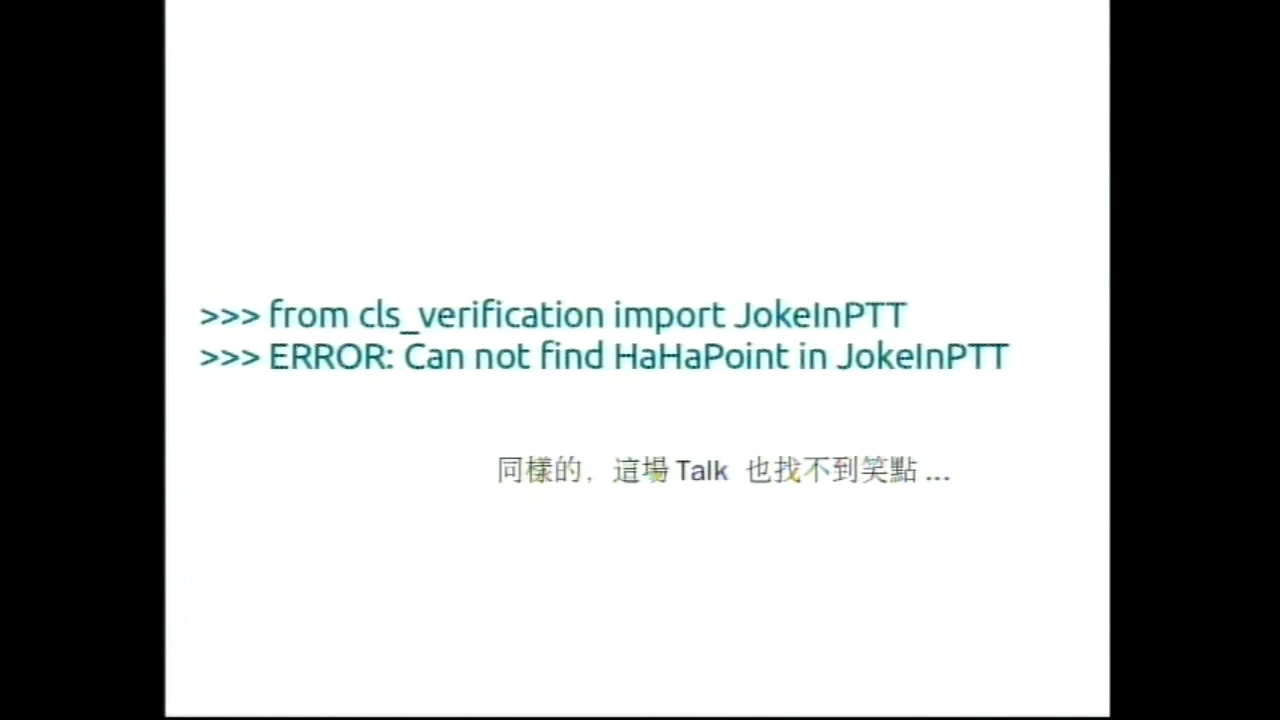 >>> from cls_verification import JokeInPTT
>>> ERROR: Can not find HaHaPoint in JokeInPTT
同樣的，這場 Talk 也找不到笑點 ...